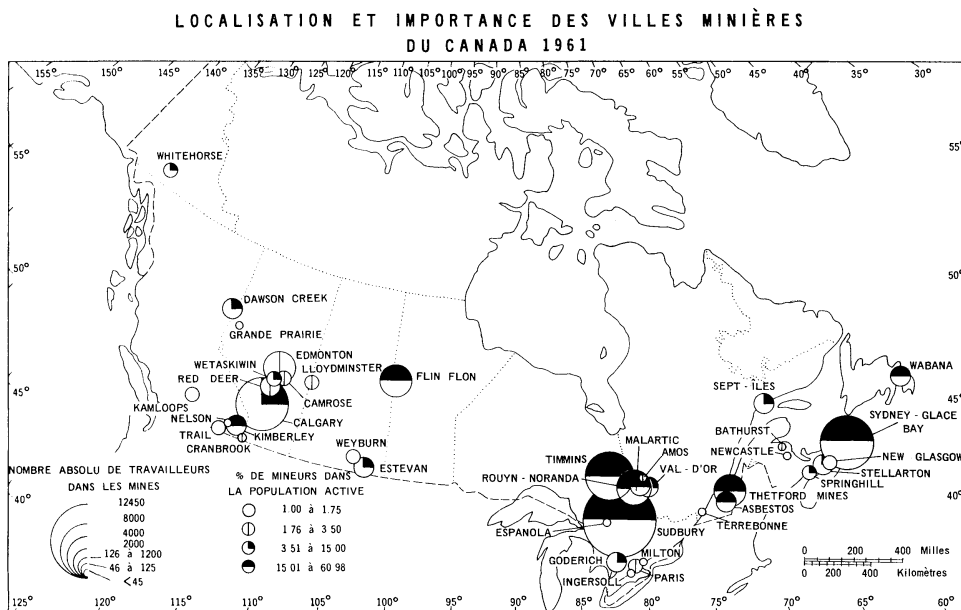 LOCALISATION ET IMPORTANCE DES VILLES MINIÈRES
DU CANADA 1961
155° 150° 145° 140° 135° 130° 125° 120° 115° 110° 105° 100° 95° 90° 85° 80° 75° 70° 65° 60° 55° 50° 45° 40° 35° 30°
55° 55°
WHITEHORSE
50° 50°
DAWSON CREEK
GRANDE PRAIRIE
EDMONTON
WETASKIWIN
LLOYDMINSTER
RED DEER
FLIN FLON
WABANA
45° 45°
SEPT-ÎLES
KAMLOOPS
CAMROSE
NELSON
CALGARY
SYDNEY-GLACE
BAY
TRAIL
KIMBERLEY
BATHURST
CRANBROOK
WEYBURN
MALARTIC
AMOS
NEWCASTLE
NEW GLASGOW
TIMMINS
VAL-D'OR
ESTEVAN
STELLARTON
ROUYN-NORANDA
SPRINGHILL
THETFORD MINES
ASBESTOS
TERREBONNE
ESPANOLA
SUDBURY
GODERICH
MILTON
INGERSOLL
PARIS
NOMBRE ABSOLU DE TRAVAILLEURS
DANS LES MINES
40° 40°
12450
8000
4000
2000
126 à 1200
46 à 125
<45
% DE MINEURS DANS
LA POPULATION ACTIVE
1.00 à 1.75
1.76 à 3.50
3.51 à 15.00
15.01 à 60.98
0 200 400 Milles
0 200 400 Kilomètres
125° 120° 115° 110° 105° 100° 95° 90° 85° 80° 75° 70° 65° 60°